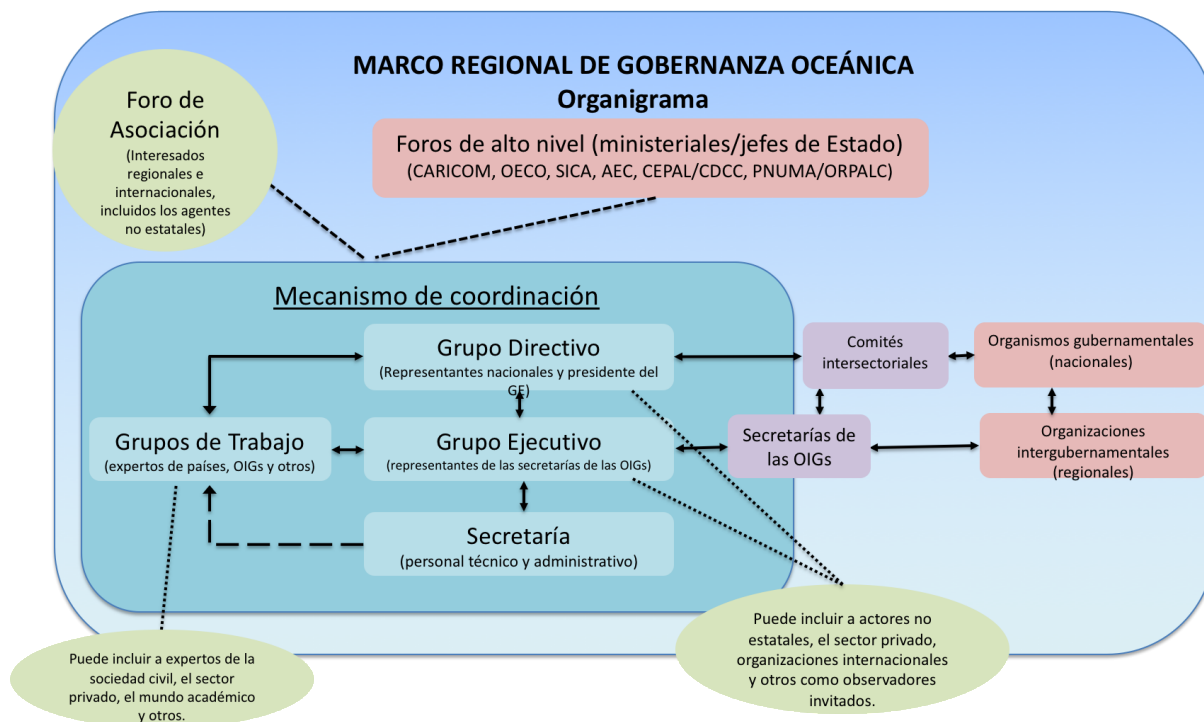 MARCO REGIONAL DE GOBERNANZA OCEÁNICA
Organigrama
Foro de
Asociación
(Interesados
regionales e
internacionales,
incluidos los agentes
no estatales)
Foros de alto nivel (ministeriales/jefes de Estado)
(CARICOM, OECO, SICA, AEC, CEPAL/CDCC, PNUMA/ORPALC)
Mecanismo de coordinación
Grupo Directivo
(Representantes nacionales y presidente del
GE)
Comités
intersectoriales
Organismos gubernamentales
(nacionales)
Grupos de Trabajo
(expertos de países, OIGs y otros)
Grupo Ejecutivo
(representantes de las secretarías de las OIGs)
Secretarías de
las OIGs
Organizaciones
intergubernamentales
(regionales)
Secretaría
(personal técnico y administrativo)
Puede incluir a expertos de la
sociedad civil, el sector
privado, el mundo académico
y otros.
Puede incluir a actores no
estatales, el sector privado,
organizaciones internacionales
y otros como observadores
invitados.